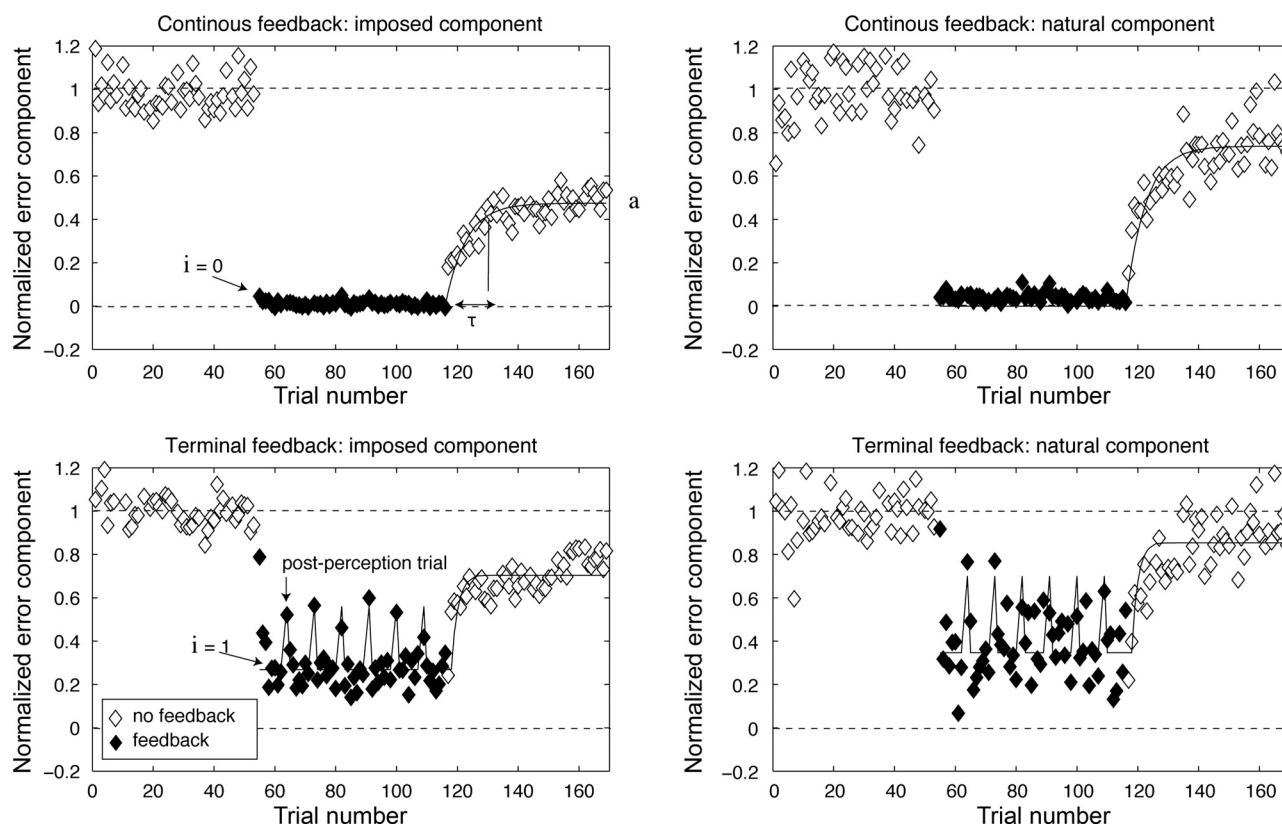 Continous feedback: imposed component
Normalized error component
1.2
1
0.8
0.6
0.4
0.2
0
−0.2
i = 0
τ
a
0 20 40 60 80 100 120 140 160
Trial number
Continous feedback: natural component
Normalized error component
1.2
1
0.8
0.6
0.4
0.2
0
−0.2
0 20 40 60 80 100 120 140 160
Trial number
Terminal feedback: imposed component
Normalized error component
1.2
1
0.8
0.6
0.4
0.2
0
−0.2
post-perception trial
i = 1
no feedback
feedback
0 20 40 60 80 100 120 140 160
Trial number
Terminal feedback: natural component
Normalized error component
1.2
1
0.8
0.6
0.4
0.2
0
−0.2
0 20 40 60 80 100 120 140 160
Trial number